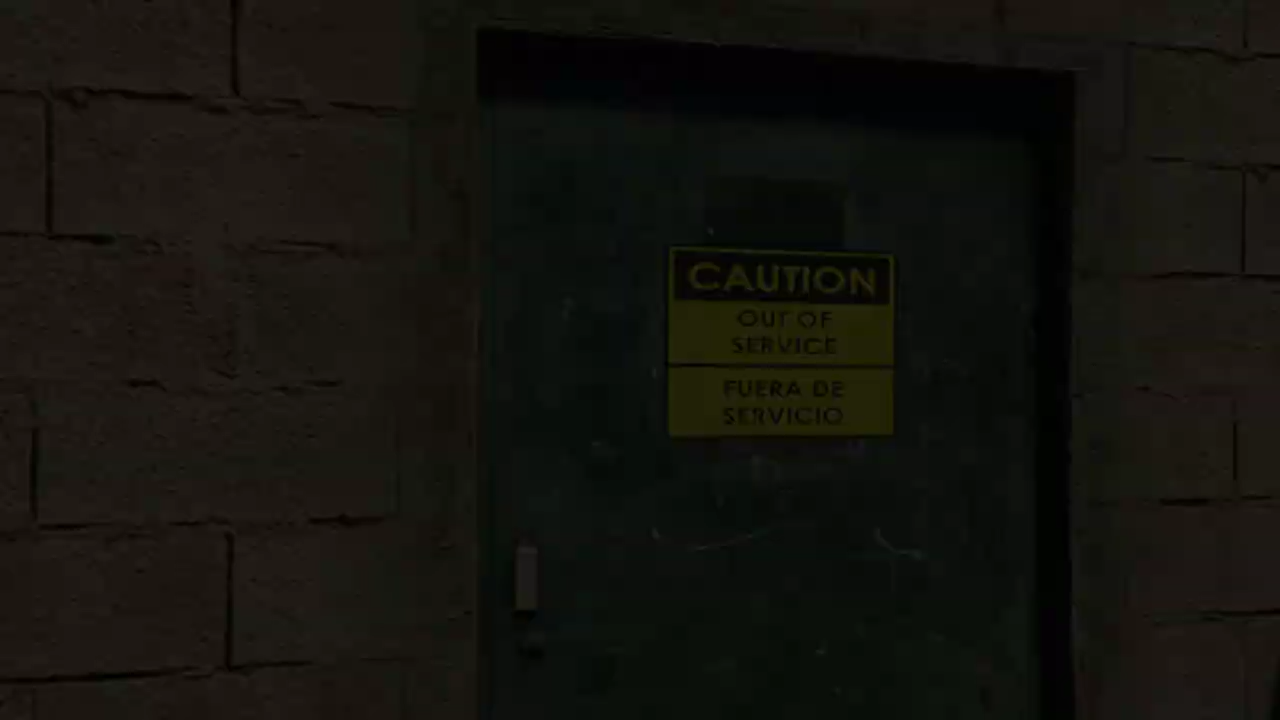 CAUTION
OUT OF
SERVICE
FUERA DE
SERVICIO